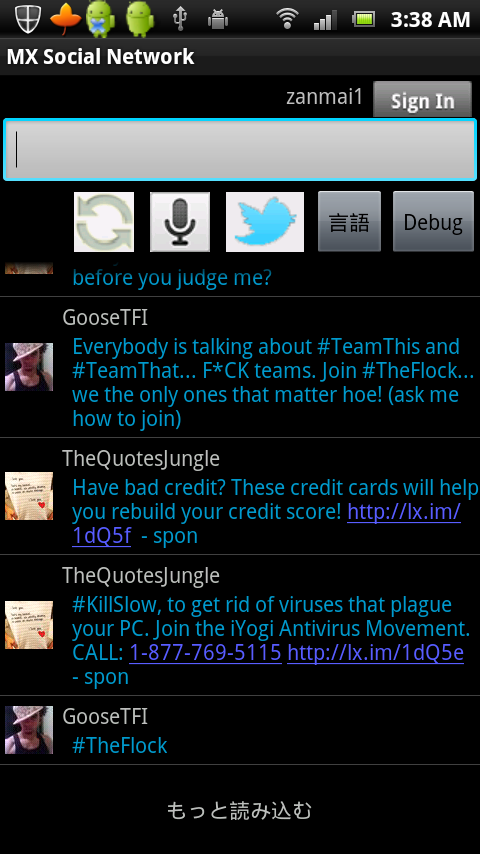 3:38 AM
MX Social Network
zanmai1 Sign In
言語 Debug
before you judge me?
GooseTFI
Everybody is talking about #TeamThis and
#TeamThat... F*CK teams. Join #TheFlock...
we the only ones that matter hoe! (ask me
how to join)
TheQuotesJungle
Have bad credit? These credit cards will help
you rebuild your credit score! http://lx.im/
1dQ5f - spon
TheQuotesJungle
#KillSlow, to get rid of viruses that plague
your PC. Join the iYogi Antivirus Movement.
CALL: 1-877-769-5115 http://lx.im/1dQ5e
- spon
GooseTFI
#TheFlock
もっと読み込む